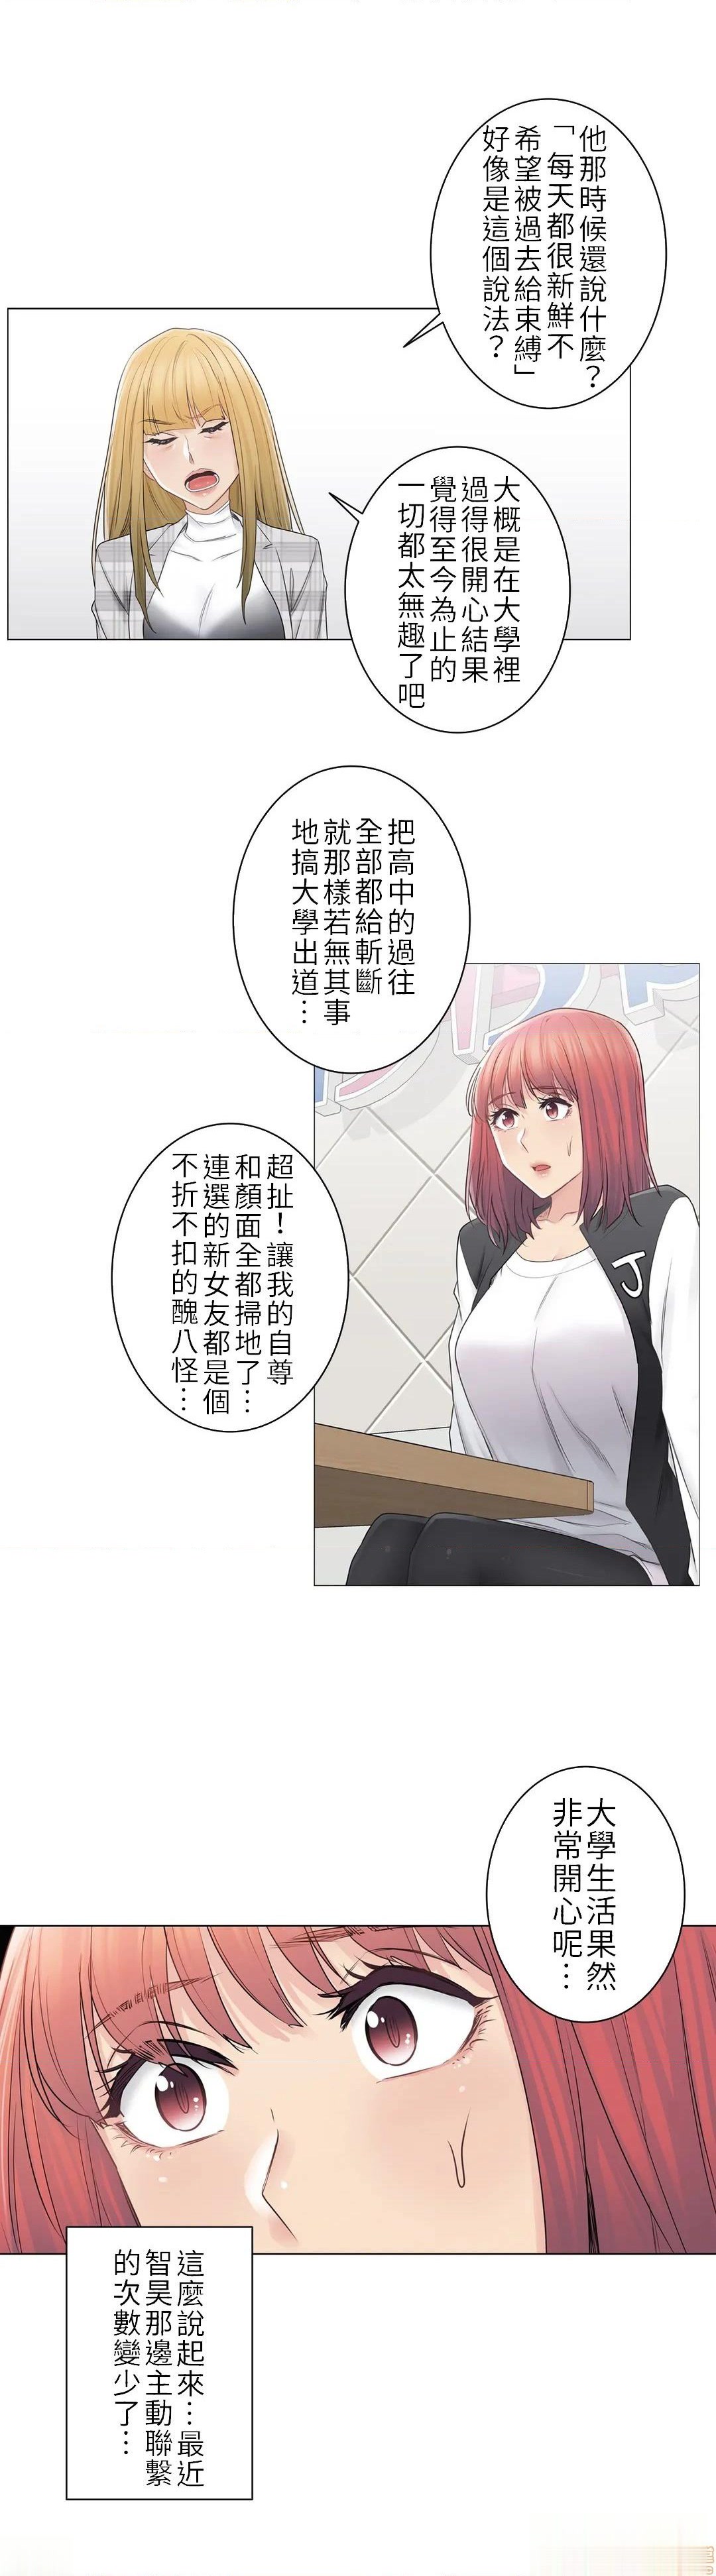 他那時候還說什麼？
「每天都很新鮮不
希望被過去給束縛」
好像是這個說法？
大概是在大學裡
過得很開心結果
覺得至今為止的
一切都太無趣了吧
把高中的過往
全部都給斬斷
就那樣若無其事
地搞大學出道…
超扯！讓我的自尊
和顏面全都掃地了…
連選的新女友都是個
不折不扣的醜八怪…
J
大學生活果然
非常開心呢…
這麼說起來…最近
智昊那邊主動聯繫
的次數變少了…